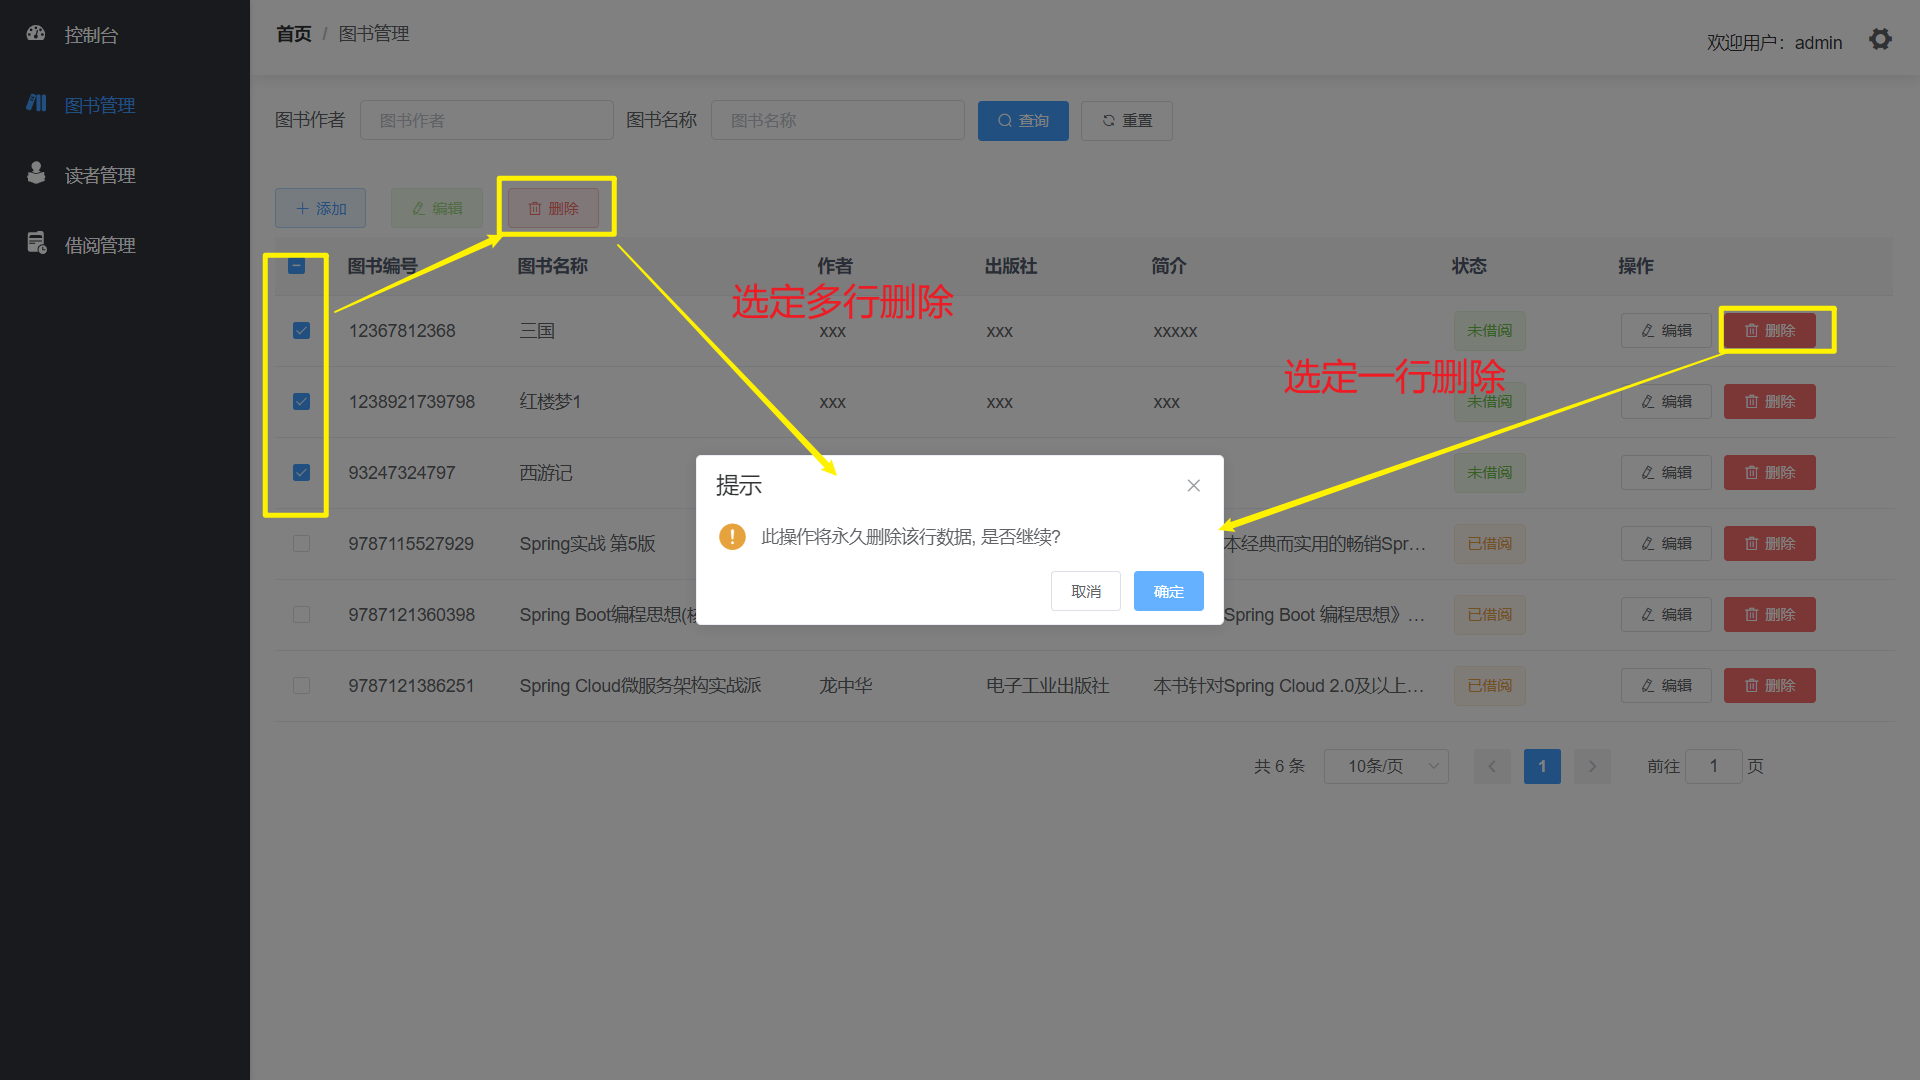 控制台
图书管理
读者管理
借阅管理
首页 / 图书管理
欢迎用户：admin
图书作者 图书作者 图书名称 图书名称 查询 重置
添加 编辑 删除
图书编号 图书名称 作者 出版社 简介 状态 操作
选定多行删除
12367812368 三国 xxx xxx xxxxx 未借阅 编辑 删除
选定一行删除
1238921739798 红楼梦1 xxx xxx xxx 未借阅 编辑 删除
93247324797 西游记 未借阅 编辑 删除
提示
此操作将永久删除该行数据, 是否继续?
取消 确定
9787115527929 Spring实战 第5版 本经典而实用的畅销Spr… 已借阅 编辑 删除
9787121360398 Spring Boot编程思想( Spring Boot 编程思想》… 已借阅 编辑 删除
9787121386251 Spring Cloud微服务架构实战派 龙中华 电子工业出版社 本书针对Spring Cloud 2.0及以上… 已借阅 编辑 删除
共 6 条 10条/页 1 前往 1 页